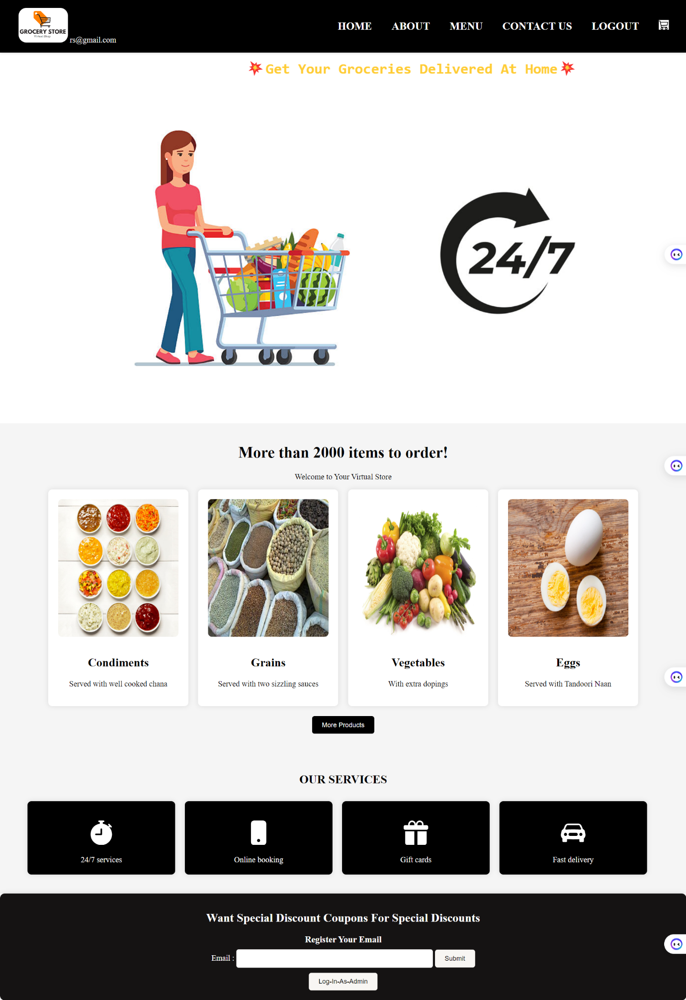 GROCERY STORE
Virtual Shop
rs@gmail.com
HOME ABOUT MENU CONTACT US LOGOUT
💥Get Your Groceries Delivered At Home💥
24/7
More than 2000 items to order!
Welcome to Your Virtual Store
Condiments
Served with well cooked chana
Grains
Served with two sizzling sauces
Vegetables
With extra dopings
Eggs
Served with Tandoori Naan
More Products
OUR SERVICES
24/7 services
Online booking
Gift cards
Fast delivery
Want Special Discount Coupons For Special Discounts
Register Your Email
Email : Submit
Log-In-As-Admin